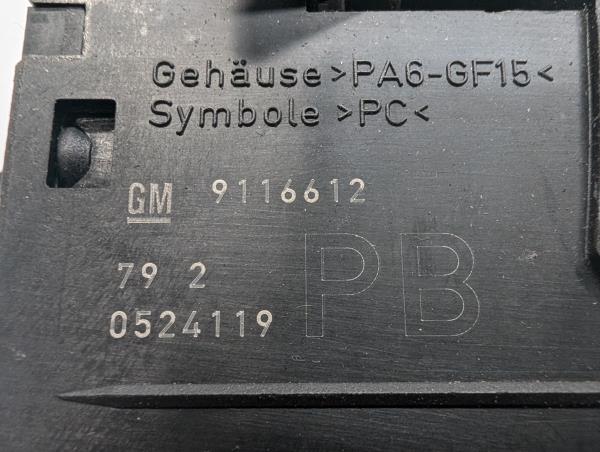 Gehäuse >PA6-GF15<
Symbole >PC<
GM 9116612
79 2
0524119
PB